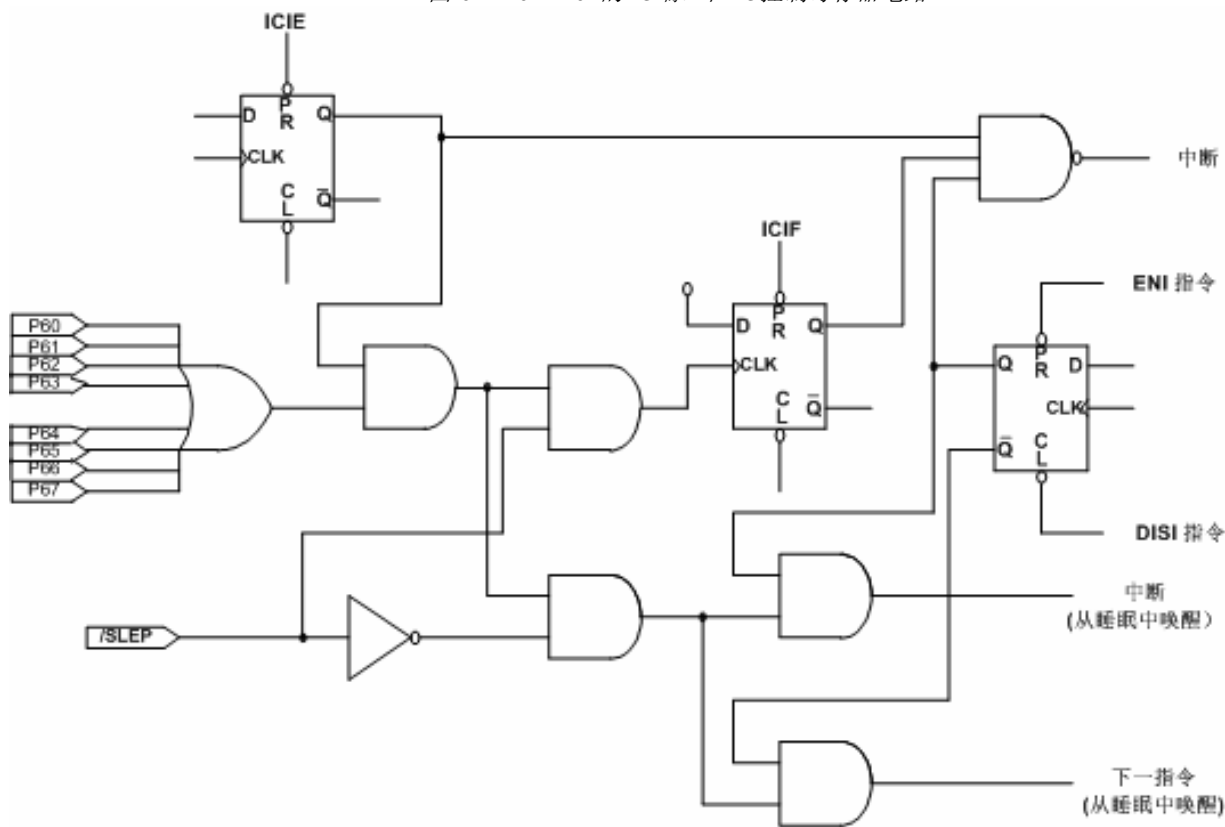 ICIE
D
P
R
Q
CLK
C
L
Q̅
中断
ICIF
D
P
R
Q
CLK
C
L
Q̅
ENI 指令
Q
P
R
D
CLK
Q̅
C
L
DISI 指令
P60
P61
P62
P63
P64
P65
P66
P67
/SLEP
中断
(从睡眠中唤醒)
下一指令
(从睡眠中唤醒)